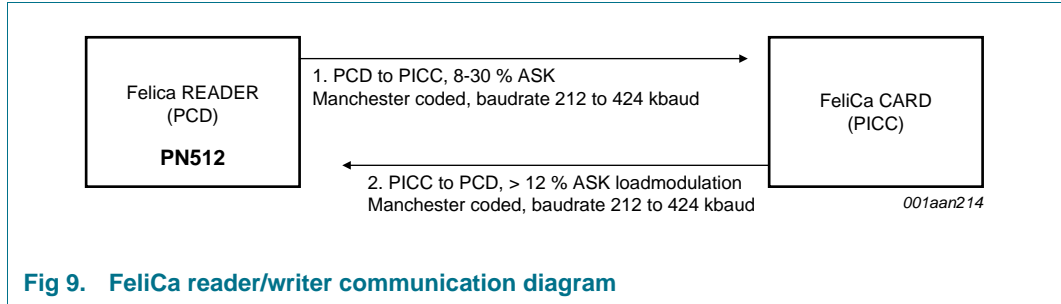 Felica READER
(PCD)
PN512
1. PCD to PICC, 8-30 % ASK
Manchester coded, baudrate 212 to 424 kbaud
2. PICC to PCD, > 12 % ASK loadmodulation
Manchester coded, baudrate 212 to 424 kbaud
FeliCa CARD
(PICC)
001aan214
Fig 9. FeliCa reader/writer communication diagram